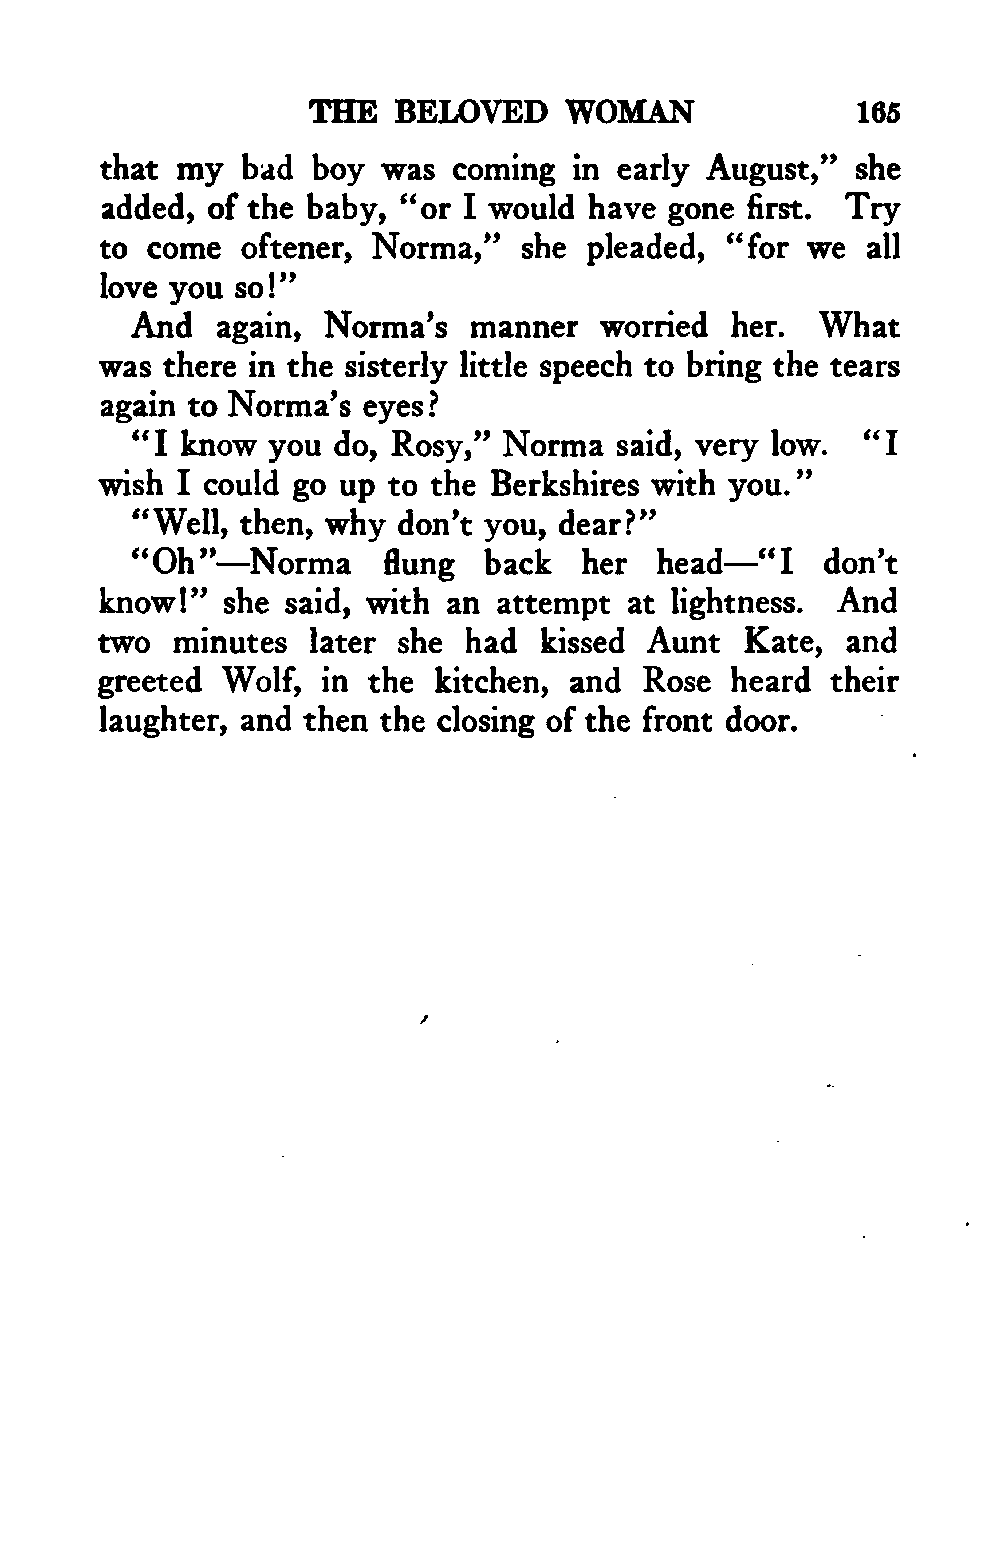 THE BELOVED WOMAN 165
that my bad boy was coming in early August,” she
added, of the baby, “or I would have gone first. Try
to come oftener, Norma,” she pleaded, “for we all
love you so!”
And again, Norma’s manner worried her. What
was there in the sisterly little speech to bring the tears
again to Norma’s eyes?
“I know you do, Rosy,” Norma said, very low. “I
wish I could go up to the Berkshires with you.”
“Well, then, why don’t you, dear?”
“Oh”—Norma flung back her head—“I don’t
know!” she said, with an attempt at lightness. And
two minutes later she had kissed Aunt Kate, and
greeted Wolf, in the kitchen, and Rose heard their
laughter, and then the closing of the front door.